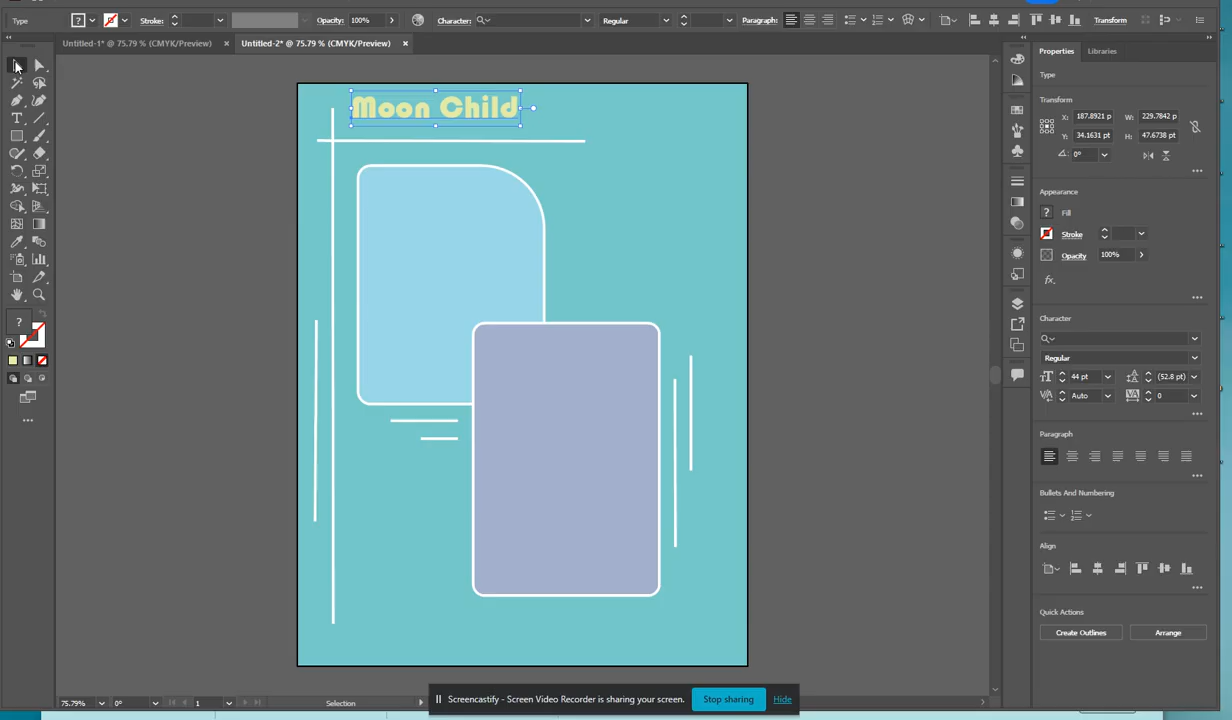 Type Stroke: Opacity: 100% Character: Regular Paragraph: Transform
Untitled-1* @ 75.79 % (CMYK/Preview) × Untitled-2* @ 75.79 % (CMYK/Preview) ×
Properties Libraries
Type
Transform
X: 187.8921 p W: 229.7842 p
Y: 34.1631 pt H: 47.6738 pt
0°
Appearance
? Fill
Stroke
Opacity 100%
fx.
Character
Regular
44 pt (52.8 pt)
Auto 0
Paragraph
Bullets And Numbering
Align
Quick Actions
Create Outlines Arrange
Moon Child
?
75.79% 0° 1 Selection
Screencastify - Screen Video Recorder is sharing your screen. Stop sharing Hide